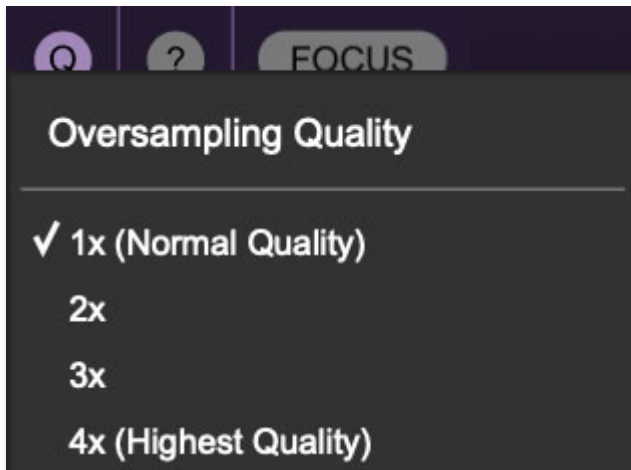 Q ? FOCUS
Oversampling Quality
✓ 1x (Normal Quality)
2x
3x
4x (Highest Quality)